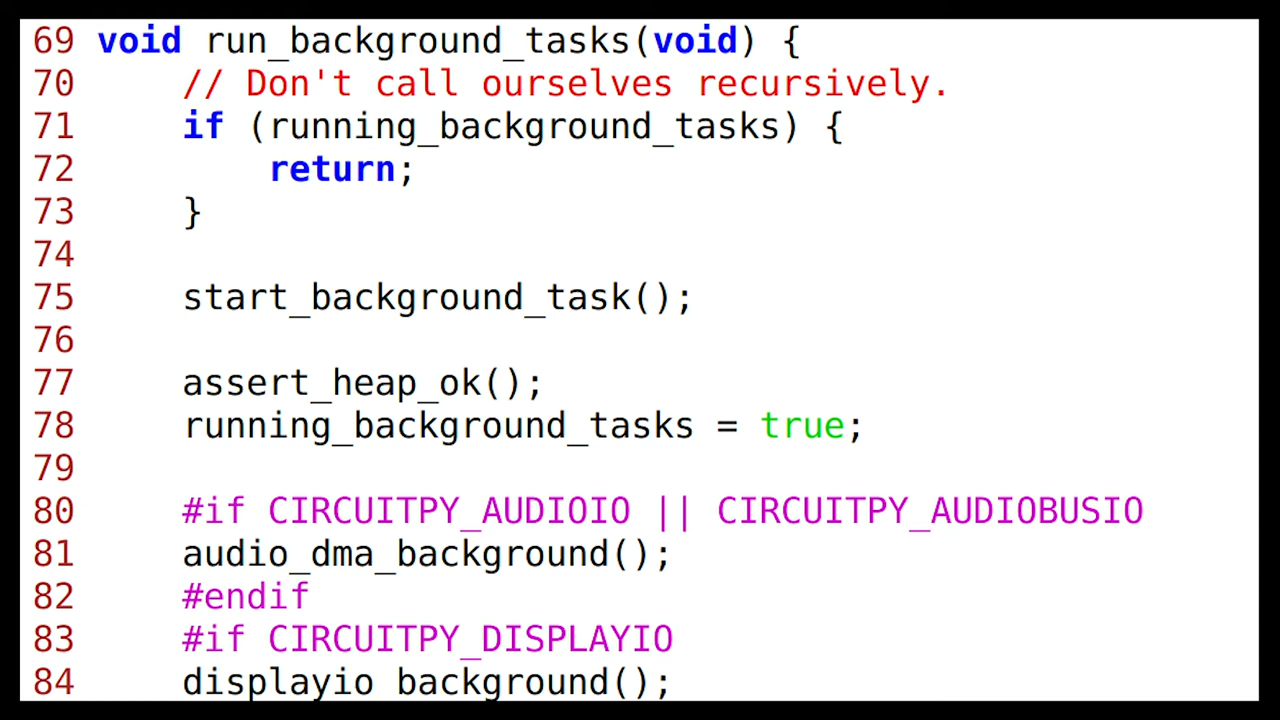 69 void run_background_tasks(void) {
70     // Don't call ourselves recursively.
71     if (running_background_tasks) {
72         return;
73     }
74
75     start_background_task();
76
77     assert_heap_ok();
78     running_background_tasks = true;
79
80     #if CIRCUITPY_AUDIOIO || CIRCUITPY_AUDIOBUSIO
81     audio_dma_background();
82     #endif
83     #if CIRCUITPY_DISPLAYIO
84     displayio_background();